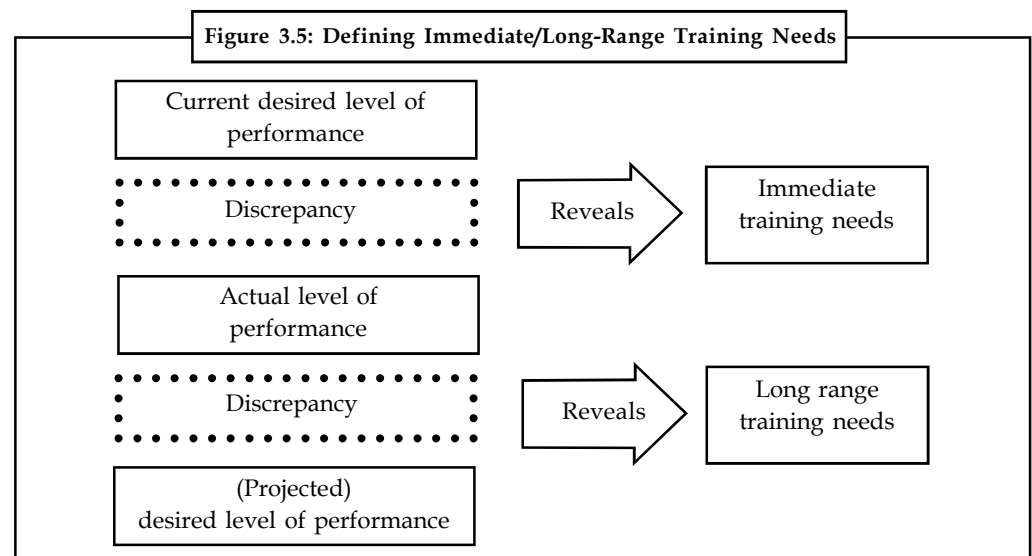 Figure 3.5: Defining Immediate/Long-Range Training Needs
Current desired level of
performance
Discrepancy
Reveals
Immediate
training needs
Actual level of
performance
Discrepancy
Reveals
Long range
training needs
(Projected)
desired level of performance